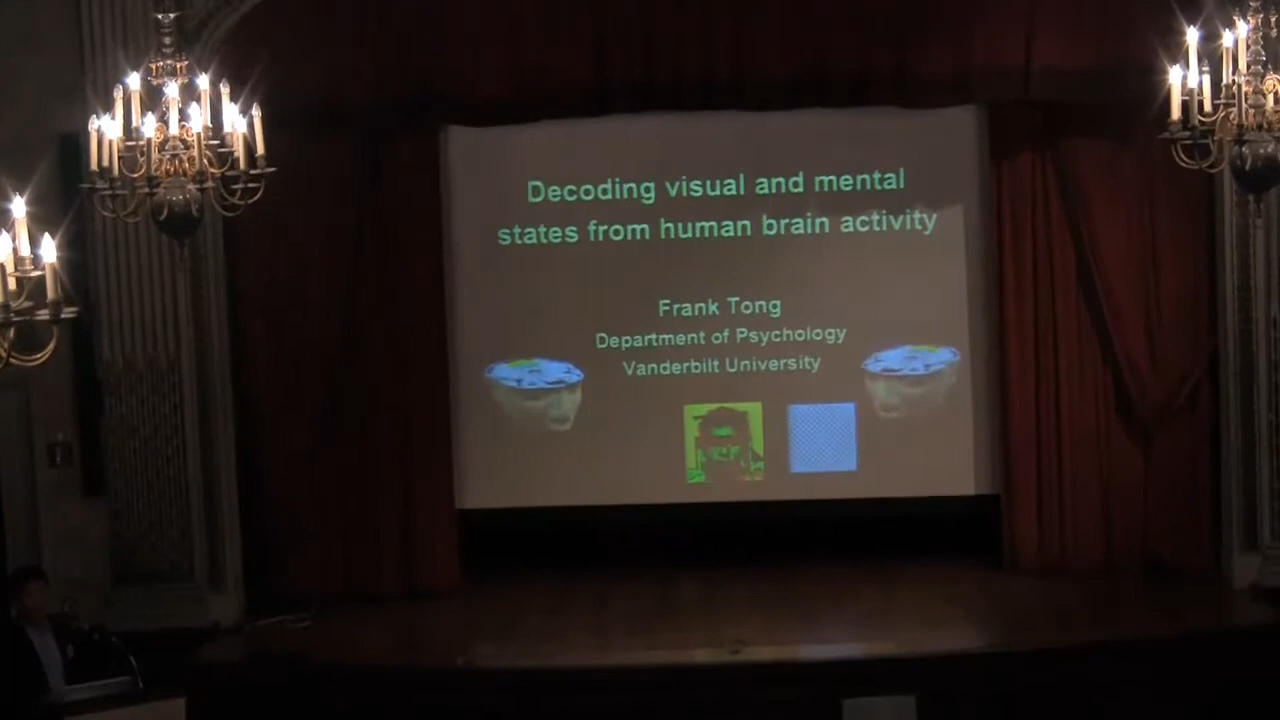 Decoding visual and mental
states from human brain activity
Frank Tong
Department of Psychology
Vanderbilt University